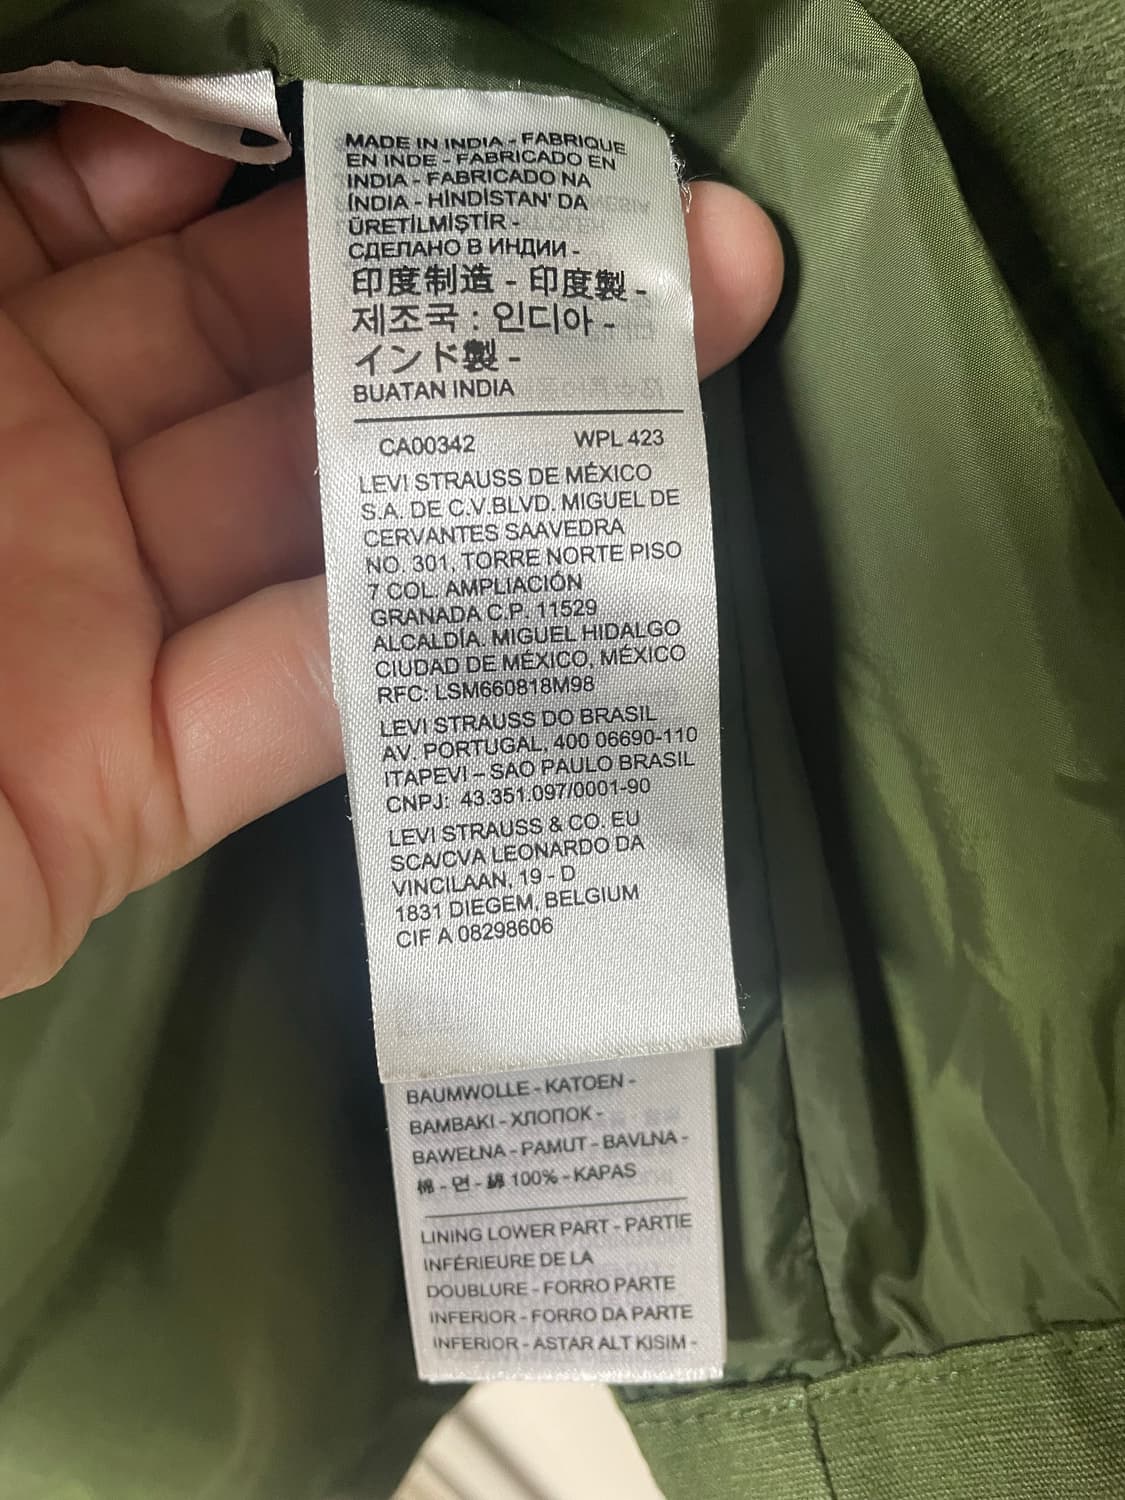 MADE IN INDIA - FABRIQUE
EN INDE - FABRICADO EN
INDIA - FABRICADO NA
ÍNDIA - HİNDİSTAN' DA
ÜRETİLMİŞTİR -
СДЕЛАНО В ИНДИИ -
印度制造 - 印度製 -
제조국 : 인디아 -
インド製 -
BUATAN INDIA
CA00342 WPL 423
LEVI STRAUSS DE MÉXICO
S.A. DE C.V.BLVD. MIGUEL DE
CERVANTES SAAVEDRA
NO. 301, TORRE NORTE PISO
7 COL. AMPLIACIÓN
GRANADA C.P. 11529
ALCALDÍA. MIGUEL HIDALGO
CIUDAD DE MÉXICO, MÉXICO
RFC: LSM660818M98
LEVI STRAUSS DO BRASIL
AV. PORTUGAL, 400 06690-110
ITAPEVI – SAO PAULO BRASIL
CNPJ: 43.351.097/0001-90
LEVI STRAUSS & CO. EU
SCA/CVA LEONARDO DA
VINCILAAN, 19 - D
1831 DIEGEM, BELGIUM
CIF A 08298606
BAUMWOLLE - KATOEN -
BAMBAKI - ХЛОПОК -
BAWEŁNA - PAMUT - BAVLNA -
棉 - 면 - 綿 100% - KAPAS
LINING LOWER PART - PARTIE
INFÉRIEURE DE LA
DOUBLURE - FORRO PARTE
INFERIOR - FORRO DA PARTE
INFERIOR - ASTAR ALT KISIM -